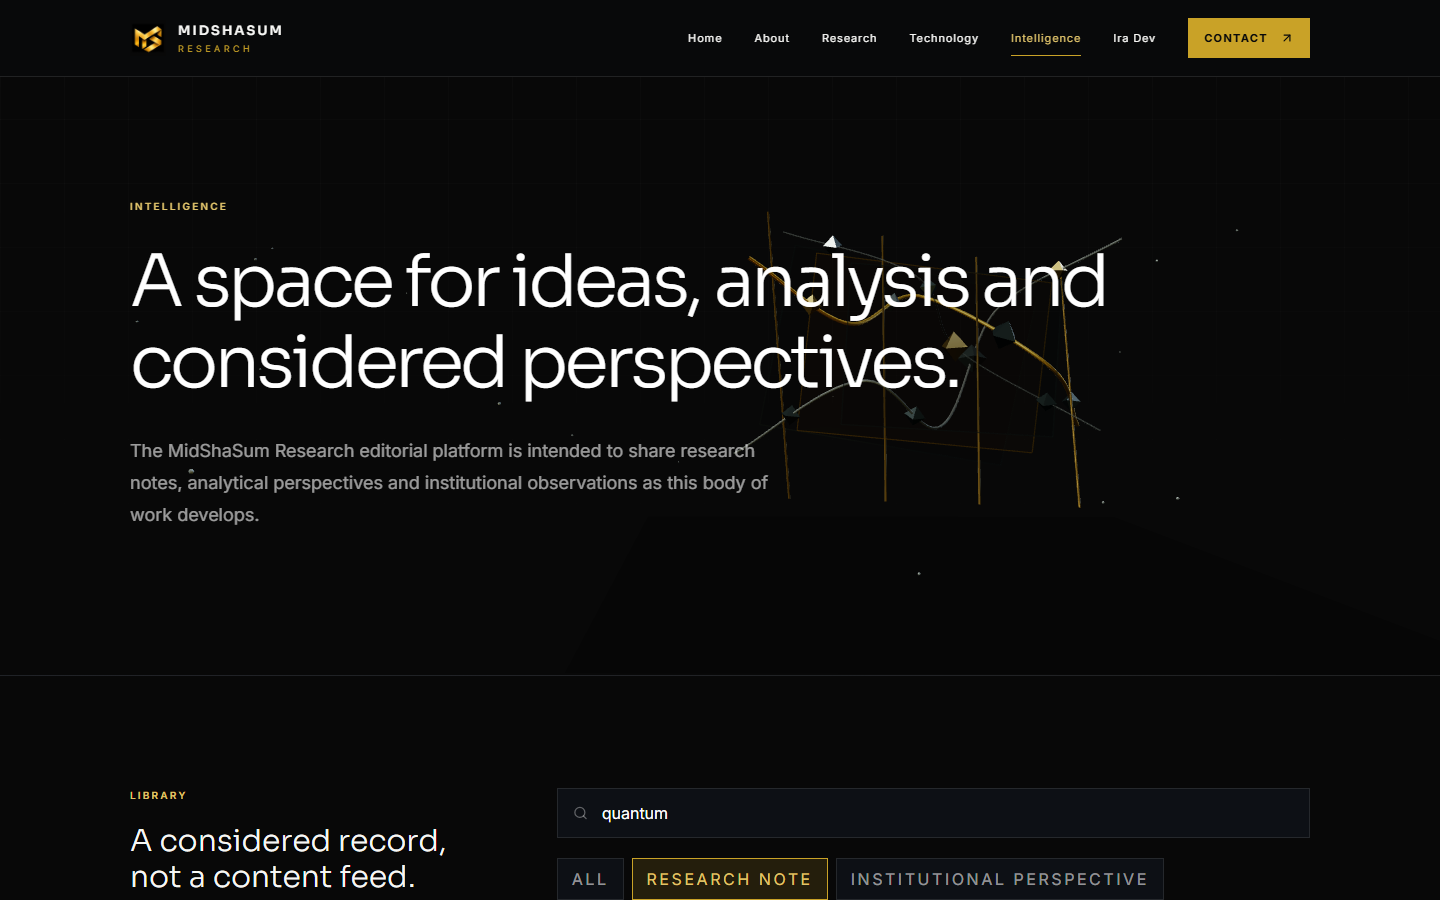 MIDSHASUM
RESEARCH
Home
About
Research
Technology
Intelligence
Ira Dev
CONTACT
INTELLIGENCE
A space for ideas, analysis and
considered perspectives.
The MidShaSum Research editorial platform is intended to share research
notes, analytical perspectives and institutional observations as this body of
work develops.
LIBRARY
A considered record,
not a content feed.
quantum
ALL
RESEARCH NOTE
INSTITUTIONAL PERSPECTIVE